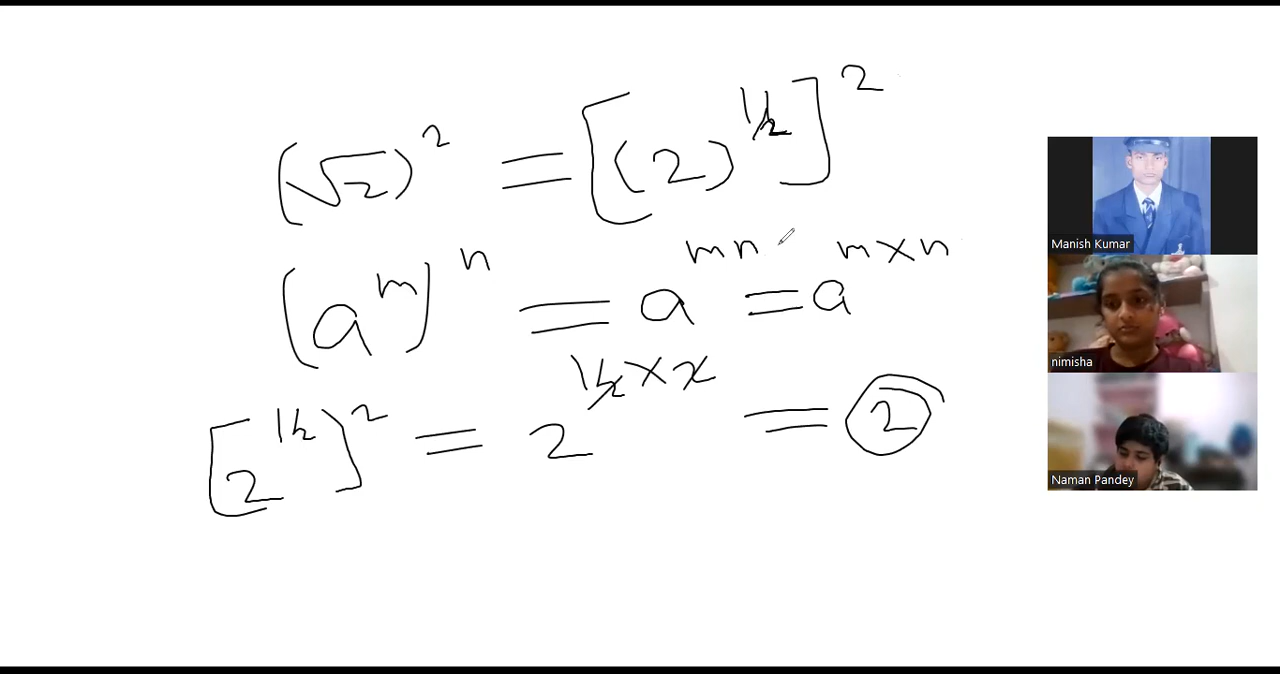 (√2)² = [(2)^½]²
(a^m)^n = a^mn = a^m×n
[2^½]² = 2^½×2 = 2
Manish Kumar
nimisha
Naman Pandey